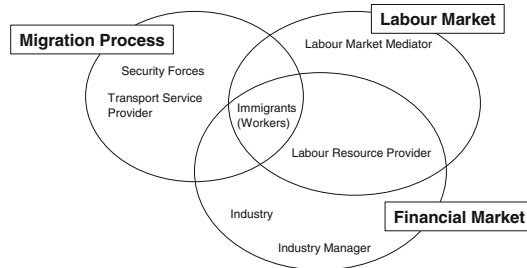 Labour Market
Migration Process
Labour Market Mediator
Security Forces
Transport Service
Provider
Immigrants
(Workers)
Labour Resource Provider
Industry
Financial Market
Industry Manager